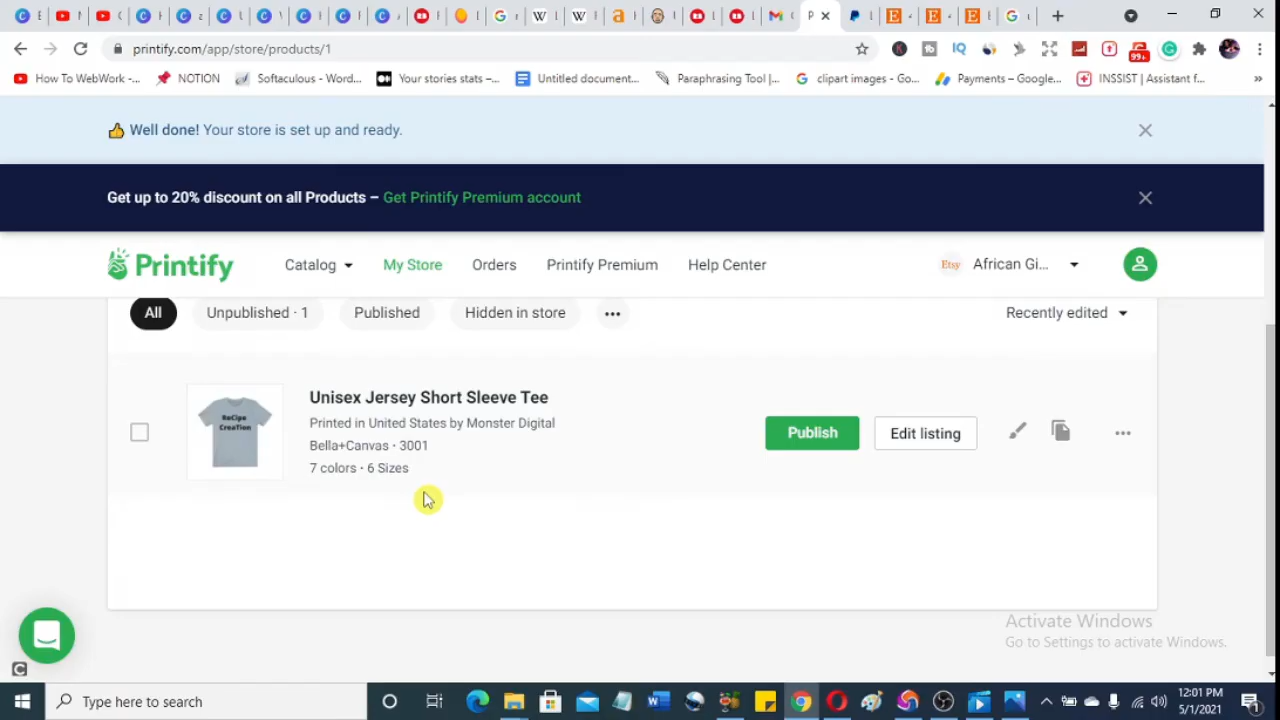 printify.com/app/store/products/1
How To WebWork -...
NOTION
Softaculous - Word...
Your stories stats –...
Untitled document...
Paraphrasing Tool |...
clipart images - Go...
Payments – Google...
INSSIST | Assistant f...
»
99+
👍 Well done! Your store is set up and ready.
Get up to 20% discount on all Products – Get Printify Premium account
Printify
Catalog
My Store
Orders
Printify Premium
Help Center
Etsy
African Gi...
All
Unpublished · 1
Published
Hidden in store
Recently edited
ReCipe
CreaTion
Unisex Jersey Short Sleeve Tee
Printed in United States by Monster Digital
Bella+Canvas · 3001
7 colors · 6 Sizes
Publish
Edit listing
Activate Windows
Go to Settings to activate Windows.
Type here to search
12:01 PM
5/1/2021